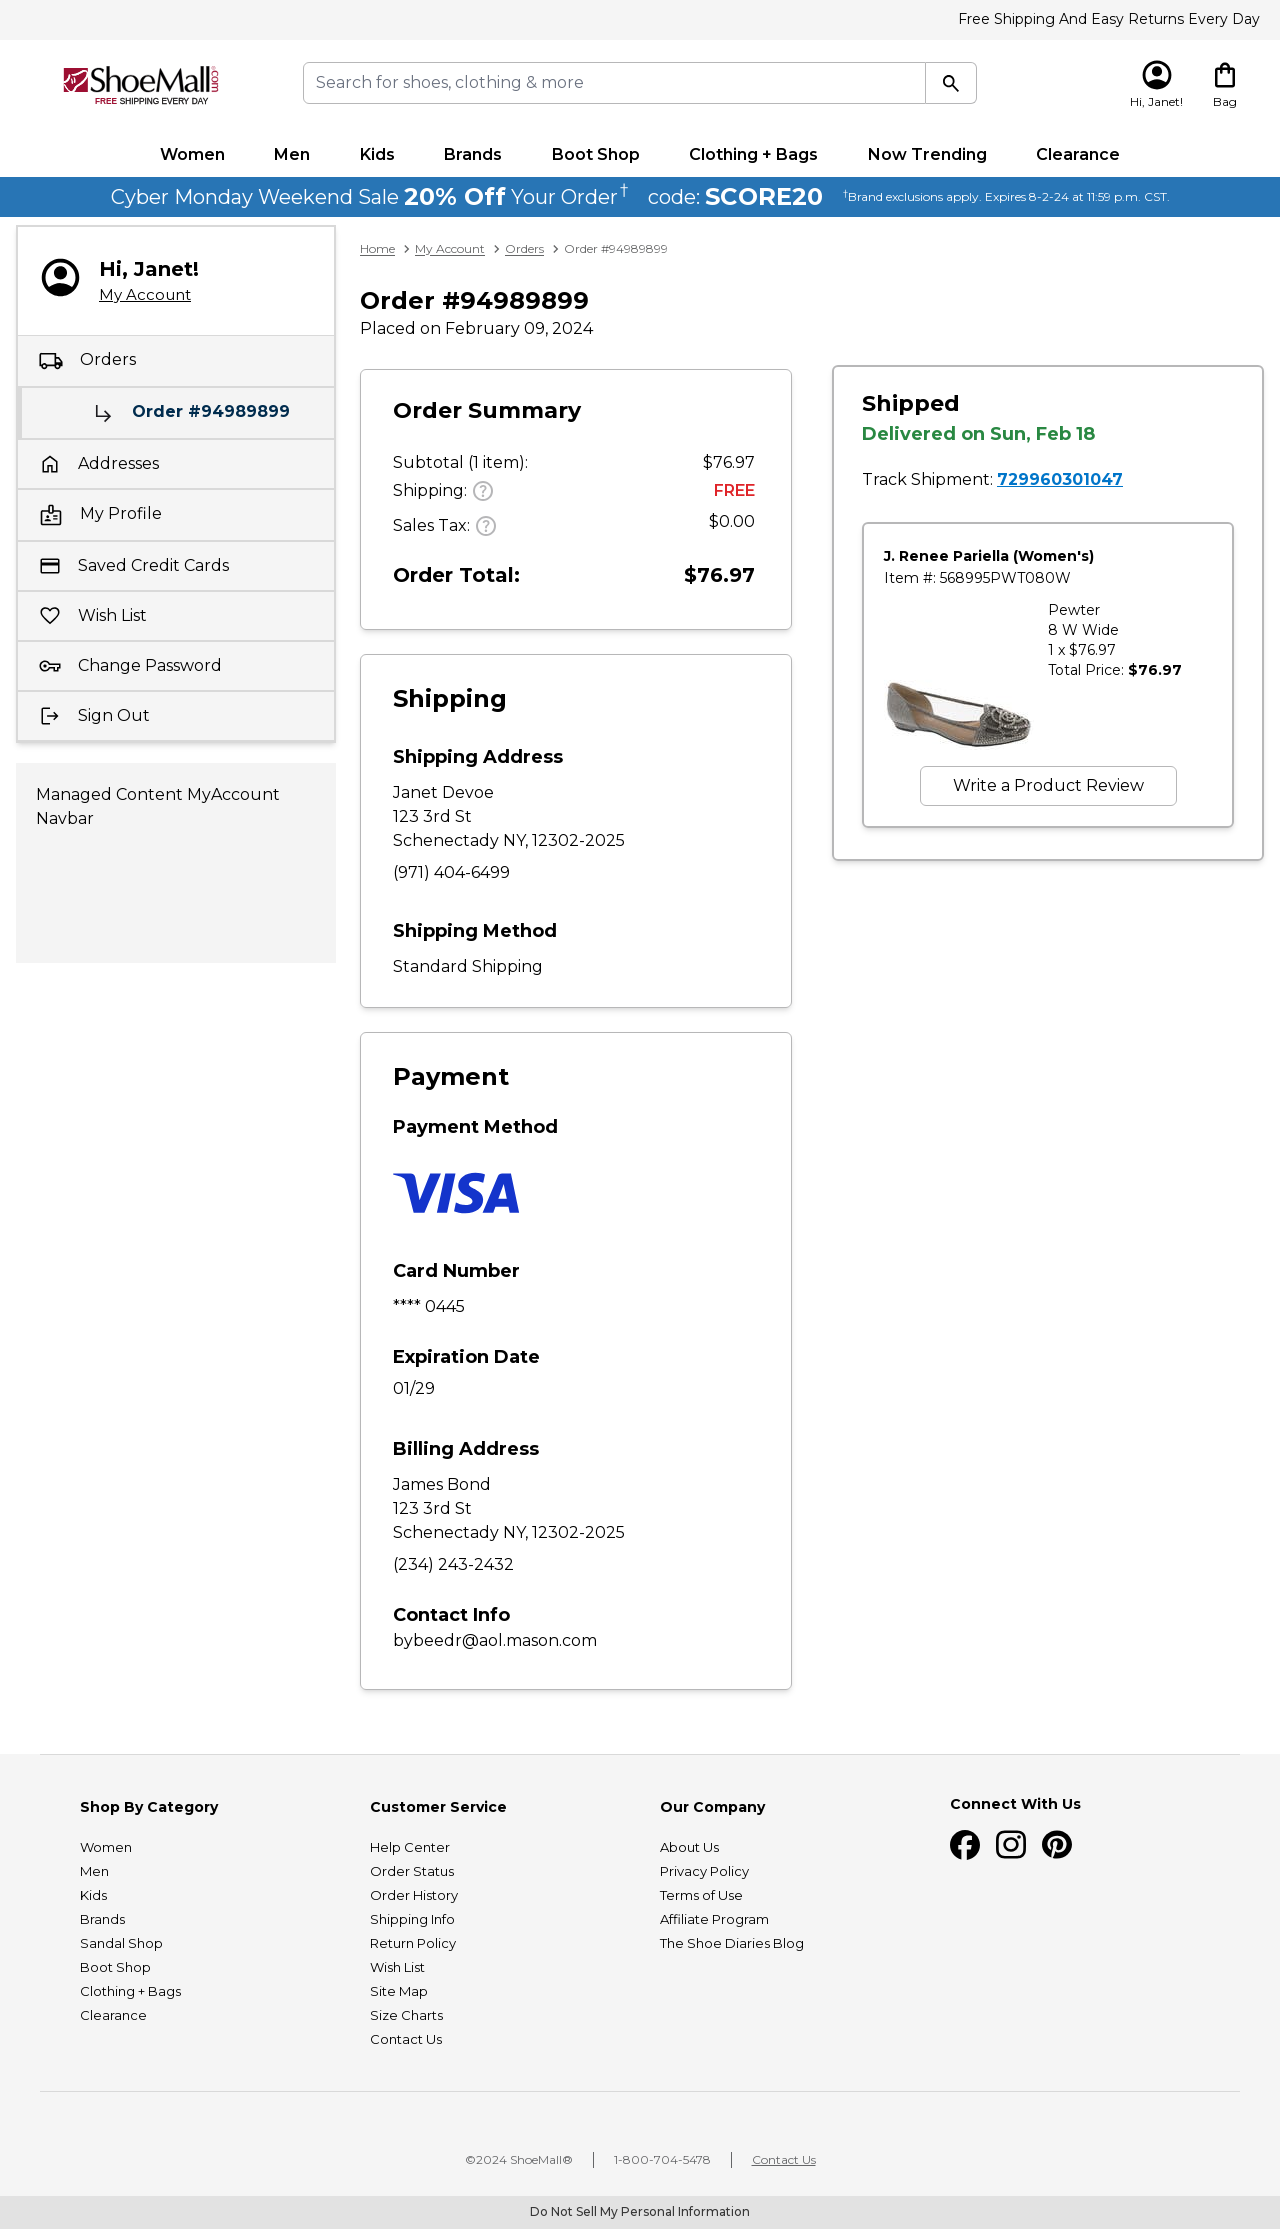 Free Shipping And Easy Returns Every Day
ShoeMall®.com
FREE SHIPPING EVERY DAY
Search for shoes, clothing & more
Hi, Janet!
Bag
Women Men Kids Brands Boot Shop Clothing + Bags Now Trending Clearance
Cyber Monday Weekend Sale 20% Off Your Order† code: SCORE20 †Brand exclusions apply. Expires 8-2-24 at 11:59 p.m. CST.
Hi, Janet!
My Account
Orders
Order #94989899
Addresses
My Profile
Saved Credit Cards
Wish List
Change Password
Sign Out
Managed Content MyAccount
Navbar
Home > My Account > Orders > Order #94989899
Order #94989899
Placed on February 09, 2024
Order Summary
Subtotal (1 item): $76.97
Shipping: ? FREE
Sales Tax: ? $0.00
Order Total: $76.97
Shipping
Shipping Address
Janet Devoe
123 3rd St
Schenectady NY, 12302-2025
(971) 404-6499
Shipping Method
Standard Shipping
Payment
Payment Method
VISA
Card Number
**** 0445
Expiration Date
01/29
Billing Address
James Bond
123 3rd St
Schenectady NY, 12302-2025
(234) 243-2432
Contact Info
bybeedr@aol.mason.com
Shipped
Delivered on Sun, Feb 18
Track Shipment: 729960301047
J. Renee Pariella (Women's)
Item #: 568995PWT080W
Pewter
8 W Wide
1 x $76.97
Total Price: $76.97
Write a Product Review
Shop By Category
Women
Men
Kids
Brands
Sandal Shop
Boot Shop
Clothing + Bags
Clearance
Customer Service
Help Center
Order Status
Order History
Shipping Info
Return Policy
Wish List
Site Map
Size Charts
Contact Us
Our Company
About Us
Privacy Policy
Terms of Use
Affiliate Program
The Shoe Diaries Blog
Connect With Us
©2024 ShoeMall® | 1-800-704-5478 | Contact Us
Do Not Sell My Personal Information